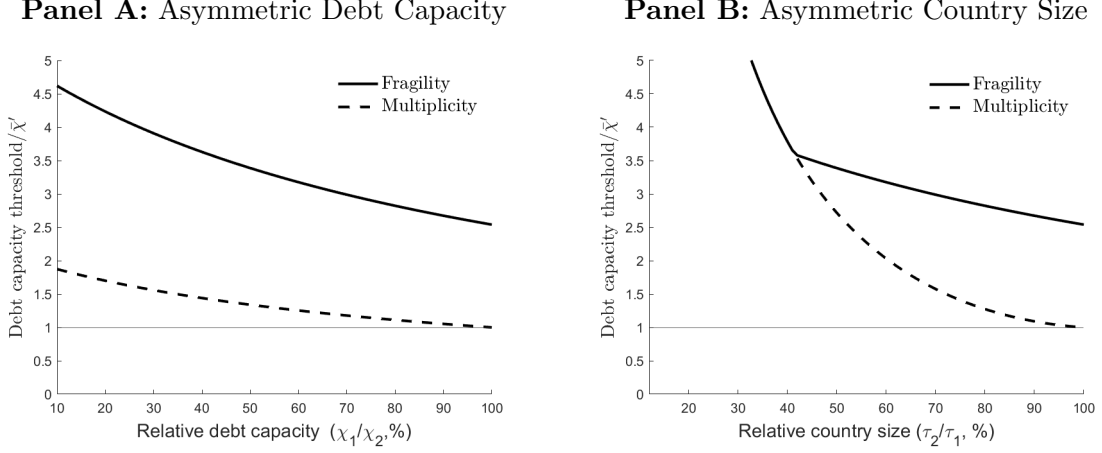 Panel A: Asymmetric Debt Capacity
Debt capacity threshold/χ̄′
5
4.5
4
3.5
3
2.5
2
1.5
1
0.5
0
Fragility
Multiplicity
10 20 30 40 50 60 70 80 90 100
Relative debt capacity (χ₁/χ₂,%)
Panel B: Asymmetric Country Size
Debt capacity threshold/χ̄′
5
4.5
4
3.5
3
2.5
2
1.5
1
0.5
0
Fragility
Multiplicity
20 30 40 50 60 70 80 90 100
Relative country size (τ₂/τ₁, %)